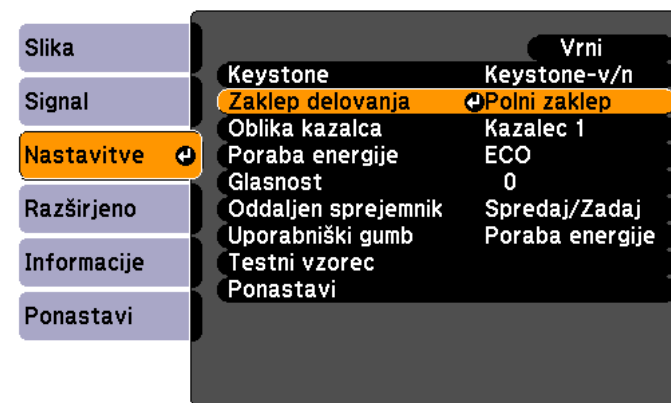 Slika
Signal
Nastavitve
Razširjeno
Informacije
Ponastavi
Vrni
Keystone Keystone-v/n
Zaklep delovanja Polni zaklep
Oblika kazalca Kazalec 1
Poraba energije ECO
Glasnost 0
Oddaljen sprejemnik Spredaj/Zadaj
Uporabniški gumb Poraba energije
Testni vzorec
Ponastavi